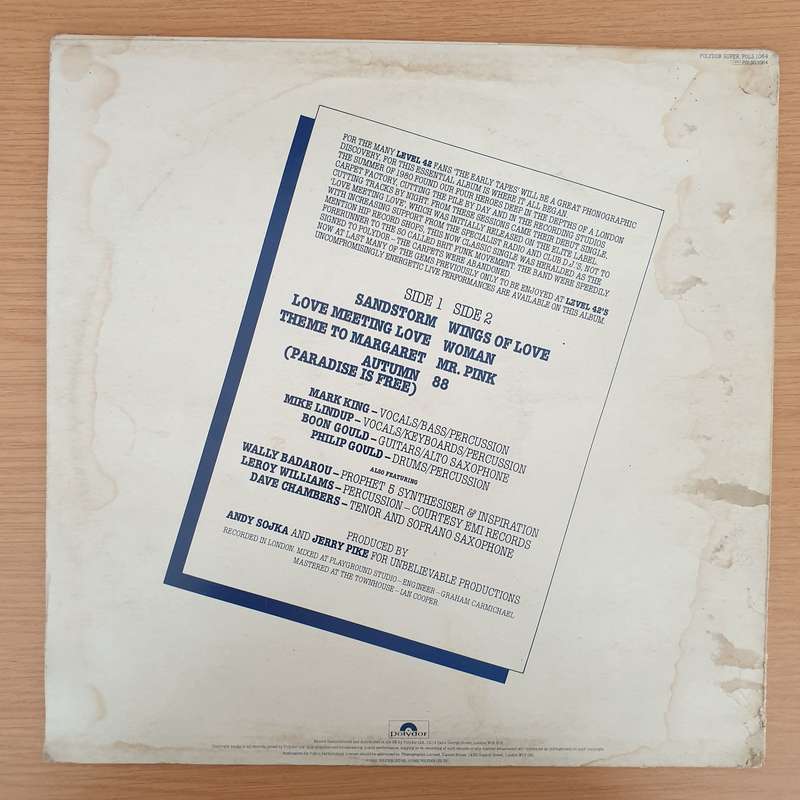 POLYDOR SUPER POLS 1064
POLS 1064
FOR THE MANY LEVEL 42 FANS 'THE EARLY TAPES' WILL BE A GREAT PHONOGRAPHIC
DISCOVERY, FOR THIS ESSENTIAL ALBUM IS WHERE IT ALL BEGAN.
THE SUMMER OF 1980 FOUND OUR FOUR HEROES DEEP IN THE DEPTHS OF A LONDON
CARPET FACTORY, CUTTING THE PILE BY DAY AND IN THE RECORDING STUDIOS
CUTTING TRACKS BY NIGHT. FROM THESE SESSIONS CAME THEIR DEBUT SINGLE,
'LOVE MEETING LOVE', WHICH WAS INITIALLY RELEASED ON THE ELITE LABEL.
WITH INCREASING SUPPORT FROM THE SPECIALIST RADIO AND CLUB D.J.'S, NOT TO
MENTION HIP RECORD SHOPS, THIS NOW CLASSIC SINGLE WAS HERALDED AS THE
FORERUNNER TO THE SO CALLED BRIT FUNK MOVEMENT. THE BAND WERE SPEEDILY
SIGNED TO POLYDOR – THE CARPETS WERE ABANDONED.
NOW AT LAST MANY OF THE GEMS PREVIOUSLY ONLY TO BE ENJOYED AT LEVEL 42'S
UNCOMPROMISINGLY ENERGETIC LIVE PERFORMANCES ARE AVAILABLE ON THIS ALBUM.
SIDE 1 SIDE 2
SANDSTORM WINGS OF LOVE
LOVE MEETING LOVE WOMAN
THEME TO MARGARET MR. PINK
AUTUMN 88
(PARADISE IS FREE)
MARK KING – VOCALS/BASS/PERCUSSION
MIKE LINDUP – VOCALS/KEYBOARDS/PERCUSSION
BOON GOULD – GUITARS/ALTO SAXOPHONE
PHILIP GOULD – DRUMS/PERCUSSION
ALSO FEATURING
WALLY BADAROU – PROPHET 5 SYNTHESISER & INSPIRATION
LEROY WILLIAMS – PERCUSSION – COURTESY EMI RECORDS
DAVE CHAMBERS – TENOR AND SOPRANO SAXOPHONE
PRODUCED BY
ANDY SOJKA AND JERRY PIKE FOR UNBELIEVABLE PRODUCTIONS
RECORDED IN LONDON. MIXED AT PLAYGROUND STUDIO – ENGINEER – GRAHAM CARMICHAEL
MASTERED AT THE TOWNHOUSE – IAN COOPER.
polydor